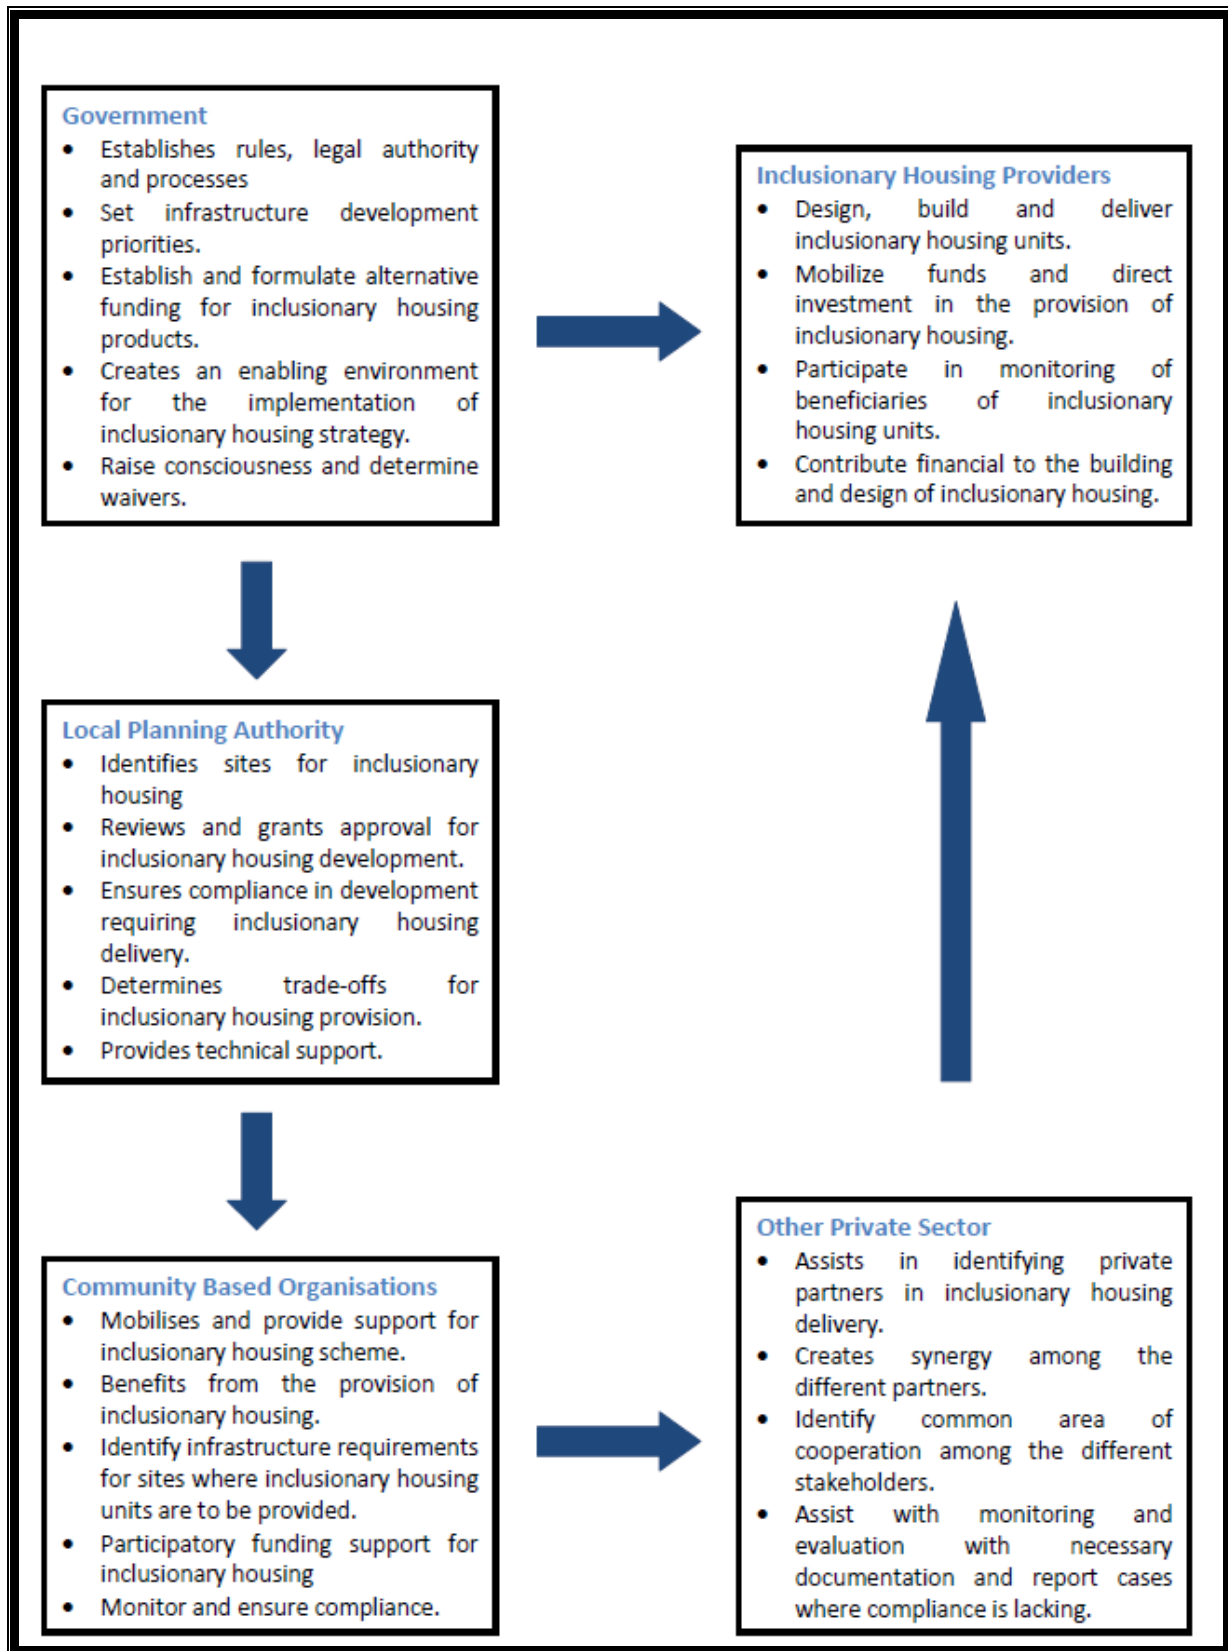 Government
• Establishes rules, legal authority
and processes
• Set infrastructure development
priorities.
• Establish and formulate alternative
funding for inclusionary housing
products.
• Creates an enabling environment
for the implementation of
inclusionary housing strategy.
• Raise consciousness and determine
waivers.
Inclusionary Housing Providers
• Design, build and deliver
inclusionary housing units.
• Mobilize funds and direct
investment in the provision of
inclusionary housing.
• Participate in monitoring of
beneficiaries of inclusionary
housing units.
• Contribute financial to the building
and design of inclusionary housing.
Local Planning Authority
• Identifies sites for inclusionary
housing
• Reviews and grants approval for
inclusionary housing development.
• Ensures compliance in development
requiring inclusionary housing
delivery.
• Determines trade-offs for
inclusionary housing provision.
• Provides technical support.
Community Based Organisations
• Mobilises and provide support for
inclusionary housing scheme.
• Benefits from the provision of
inclusionary housing.
• Identify infrastructure requirements
for sites where inclusionary housing
units are to be provided.
• Participatory funding support for
inclusionary housing
• Monitor and ensure compliance.
Other Private Sector
• Assists in identifying private
partners in inclusionary housing
delivery.
• Creates synergy among the
different partners.
• Identify common area of
cooperation among the different
stakeholders.
• Assist with monitoring and
evaluation with necessary
documentation and report cases
where compliance is lacking.